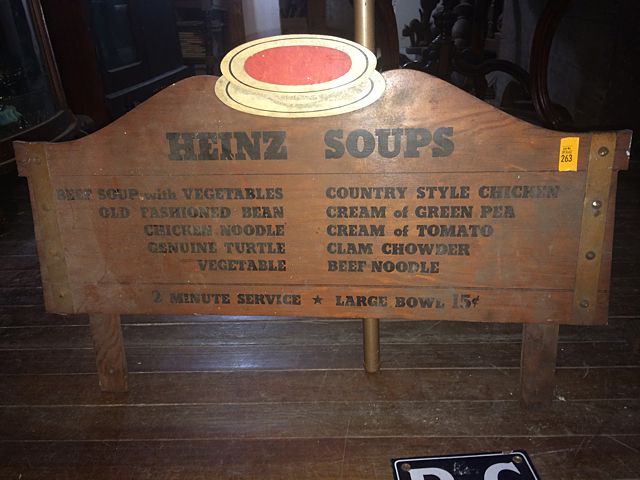 HEINZ SOUPS
263
BEEF SOUP with VEGETABLES
OLD FASHIONED BEAN
CHICKEN NOODLE
GENUINE TURTLE
VEGETABLE
COUNTRY STYLE CHICKEN
CREAM of GREEN PEA
CREAM of TOMATO
CLAM CHOWDER
BEEF NOODLE
2 MINUTE SERVICE ★ LARGE BOWL 15¢